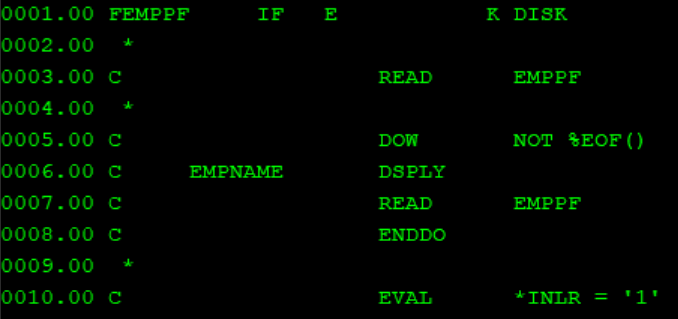 0001.00 FEMPPF     IF   E             K DISK
0002.00  *
0003.00 C                   READ      EMPPF
0004.00  *
0005.00 C                   DOW       NOT %EOF()
0006.00 C     EMPNAME       DSPLY
0007.00 C                   READ      EMPPF
0008.00 C                   ENDDO
0009.00  *
0010.00 C                   EVAL      *INLR = '1'